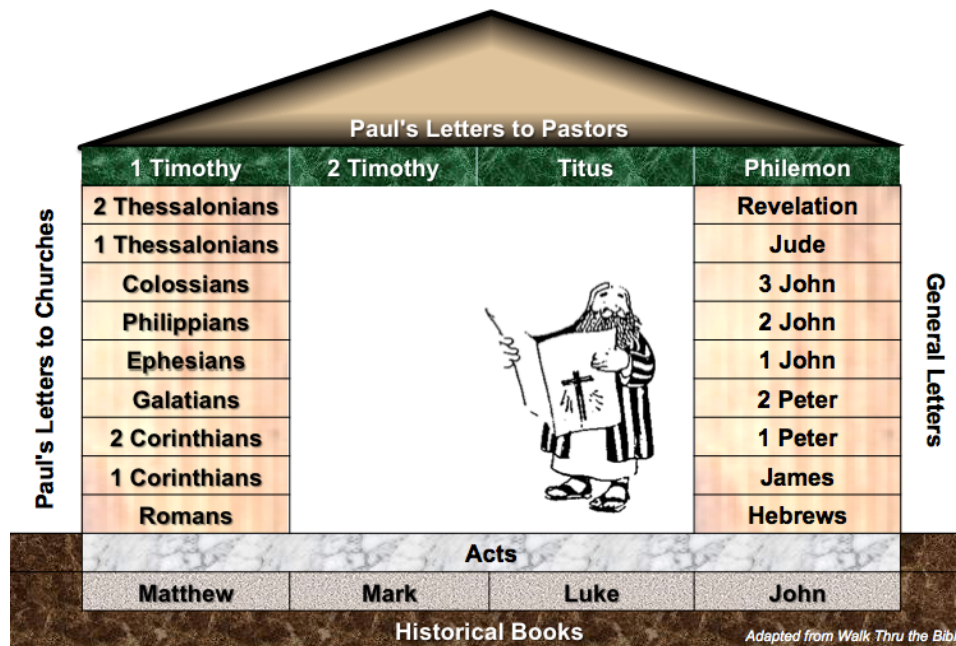 Paul's Letters to Pastors
1 Timothy 2 Timothy Titus Philemon
Paul's Letters to Churches
2 Thessalonians
1 Thessalonians
Colossians
Philippians
Ephesians
Galatians
2 Corinthians
1 Corinthians
Romans
Revelation
Jude
3 John
2 John
1 John
2 Peter
1 Peter
James
Hebrews
General Letters
Acts
Matthew Mark Luke John
Historical Books
Adapted from Walk Thru the Bibl